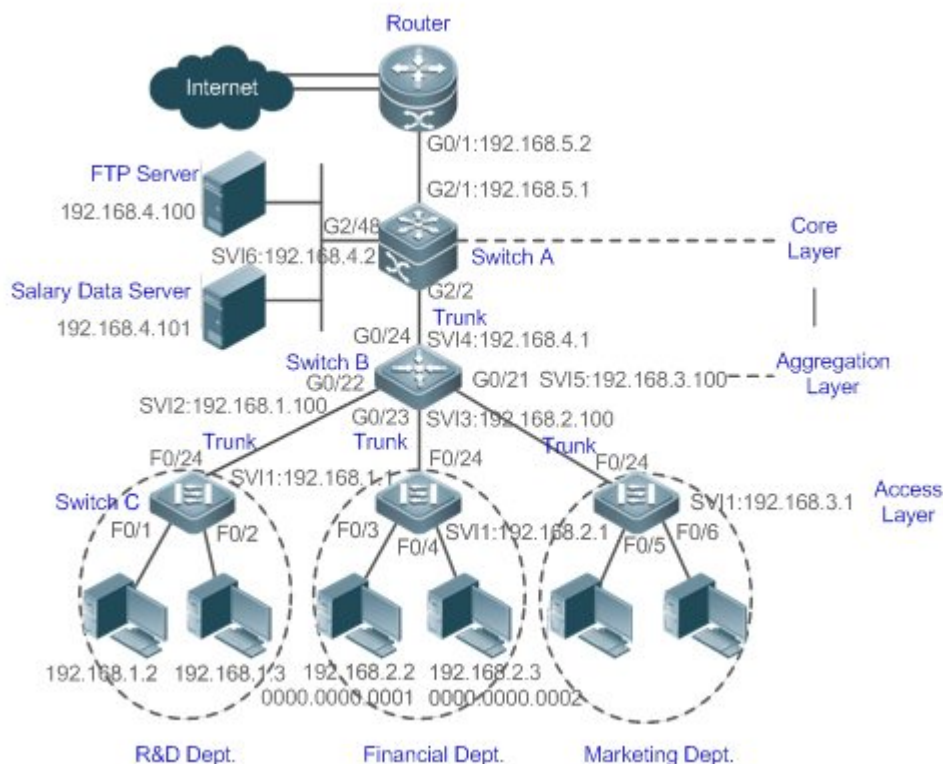 Router
Internet
G0/1:192.168.5.2
FTP Server
192.168.4.100
G2/1:192.168.5.1
G2/48
SVI6:192.168.4.2
Switch A
Core
Layer
Salary Data Server
192.168.4.101
G2/2
Trunk
G0/24
SVI4:192.168.4.1
Switch B
G0/22
G0/21
SVI5:192.168.3.100
Aggregation
Layer
SVI2:192.168.1.100
G0/23
SVI3:192.168.2.100
Trunk
Trunk
Trunk
F0/24
SVI1:192.168.1.1
F0/24
F0/24
Switch C
SVI1:192.168.3.1
Access
Layer
F0/1
F0/2
F0/3
F0/4
SVI1:192.168.2.1
F0/5
F0/6
192.168.1.2
192.168.1.3
192.168.2.2
0000.0000.0001
192.168.2.3
0000.0000.0002
R&D Dept.
Financial Dept.
Marketing Dept.